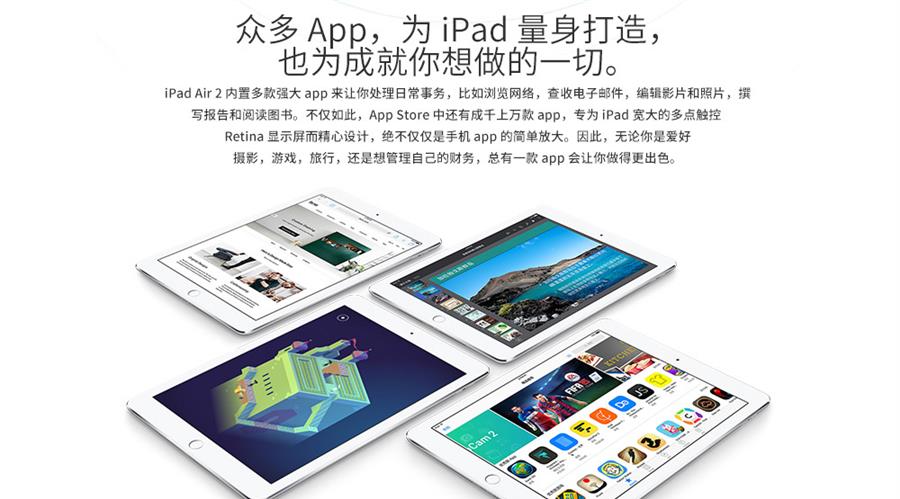 众多 App，为 iPad 量身打造，
也为成就你想做的一切。
iPad Air 2 内置多款强大 app 来让你处理日常事务，比如浏览网络，查收电子邮件，编辑影片和照片，撰
写报告和阅读图书。不仅如此，App Store 中还有成千上万款 app，专为 iPad 宽大的多点触控
Retina 显示屏而精心设计，绝不仅仅是手机 app 的简单放大。因此，无论你是爱好
摄影，游戏，旅行，还是想管理自己的财务，总有一款 app 会让你做得更出色。
FIFA 15
KITCHEN
Cam 2
JS